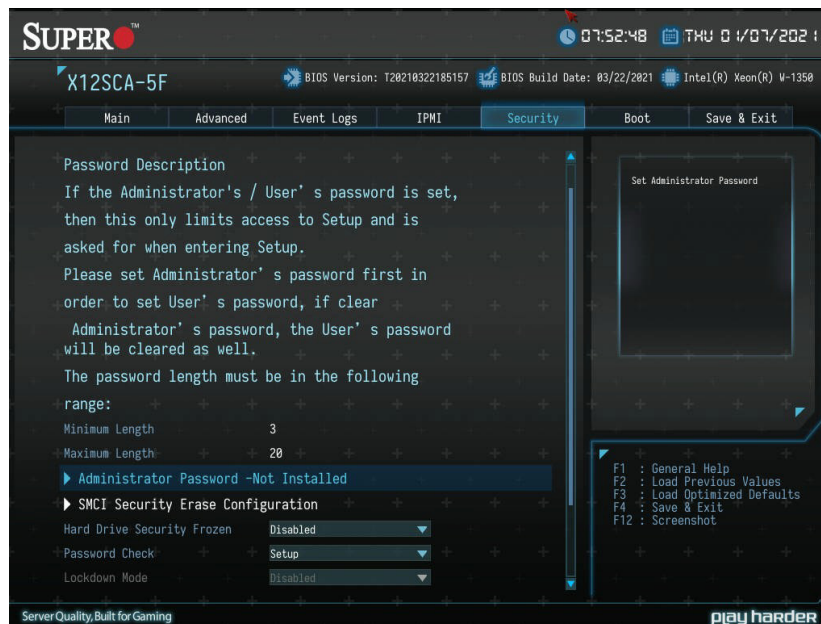 SUPER™
07:52:48 THU 01/07/2021
X12SCA-5F BIOS Version: T20210322185157 BIOS Build Date: 03/22/2021 Intel(R) Xeon(R) W-1350
Main Advanced Event Logs IPMI Security Boot Save & Exit
Password Description
If the Administrator's / User's password is set,
then this only limits access to Setup and is
asked for when entering Setup.
Please set Administrator's password first in
order to set User's password, if clear
Administrator's password, the User's password
will be cleared as well.
The password length must be in the following
range:
Minimum Length 3
Maximum Length 20
Administrator Password -Not Installed
SMCI Security Erase Configuration
Hard Drive Security Frozen Disabled
Password Check Setup
Lockdown Mode Disabled
Set Administrator Password
F1 : General Help
F2 : Load Previous Values
F3 : Load Optimized Defaults
F4 : Save & Exit
F12 : Screenshot
Server Quality, Built for Gaming
play harder